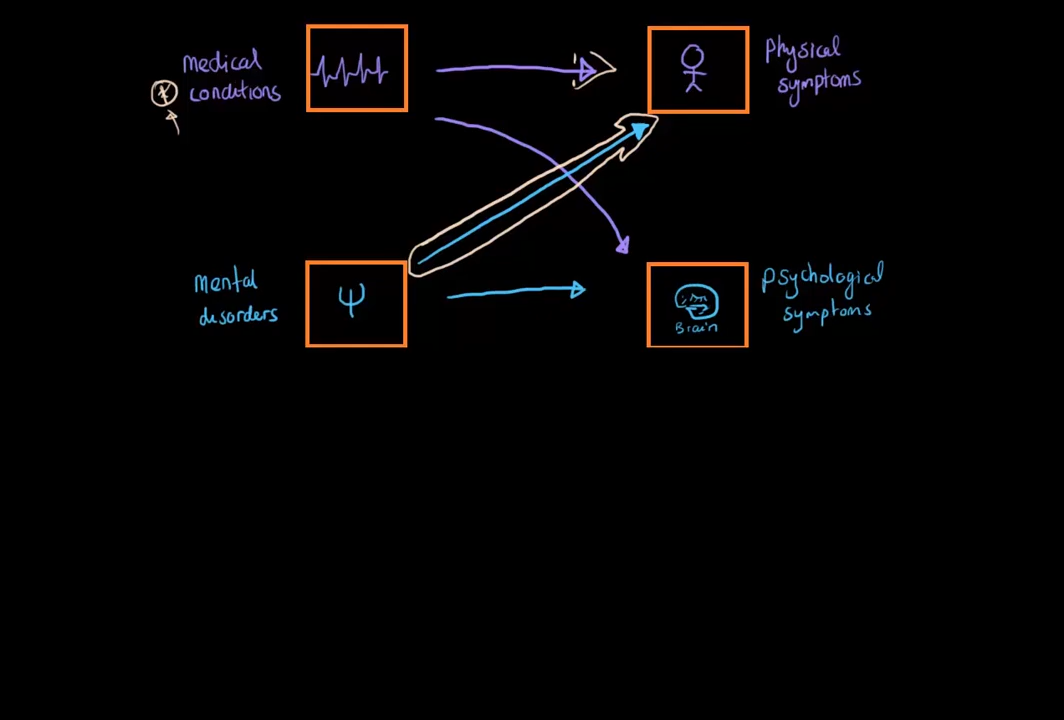 Medical
conditions
Physical
symptoms
Mental
disorders
Psychological
symptoms
Brain